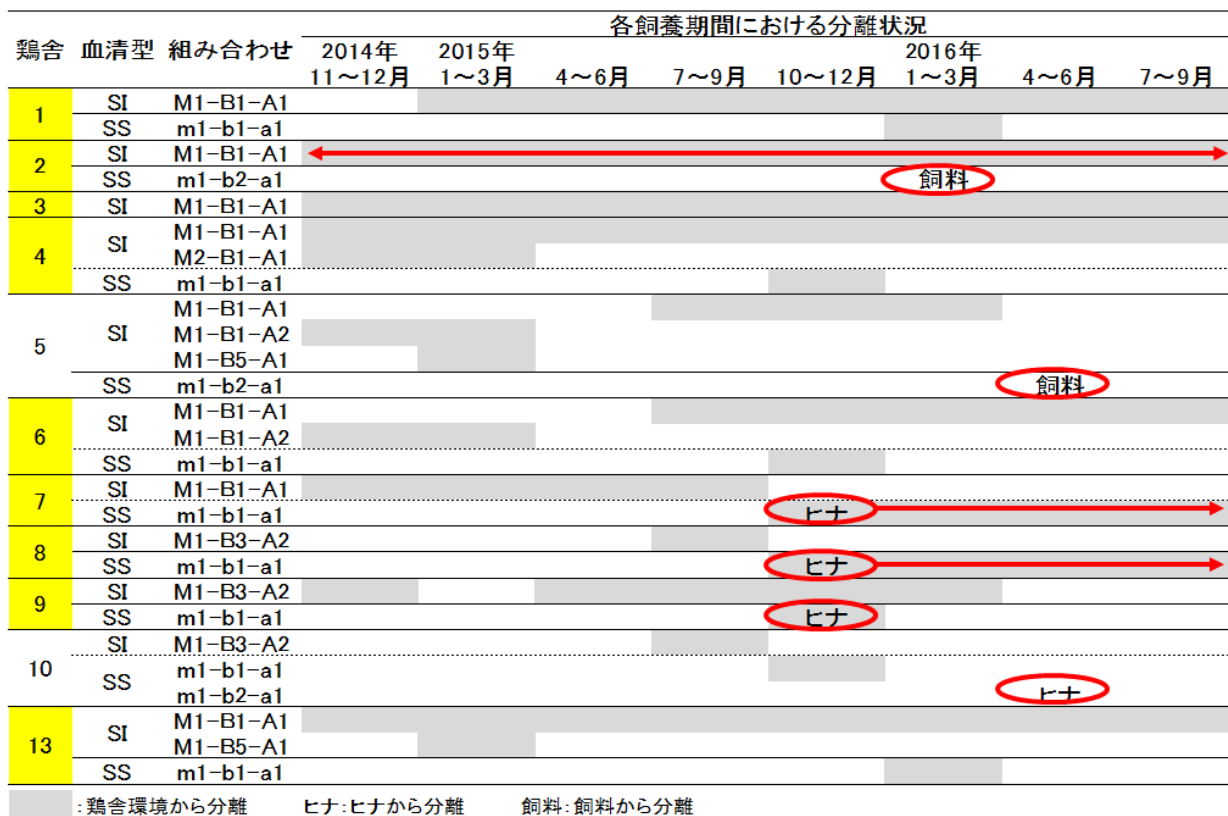 各飼養期間における分離状況
鶏舎 血清型 組み合わせ 2014年 2015年 2016年
11～12月 1～3月 4～6月 7～9月 10～12月 1～3月 4～6月 7～9月
1 SI M1-B1-A1
SS m1-b1-a1
2 SI M1-B1-A1
SS m1-b2-a1 飼料
3 SI M1-B1-A1
4 SI M1-B1-A1
M2-B1-A1
SS m1-b1-a1
5 SI M1-B1-A1
M1-B1-A2
M1-B5-A1
SS m1-b2-a1 飼料
6 SI M1-B1-A1
M1-B1-A2
SS m1-b1-a1
7 SI M1-B1-A1
SS m1-b1-a1 ヒナ
8 SI M1-B3-A2
SS m1-b1-a1 ヒナ
9 SI M1-B3-A2
SS m1-b1-a1 ヒナ
10 SI M1-B3-A2
SS m1-b1-a1
m1-b2-a1 ヒナ
13 SI M1-B1-A1
M1-B5-A1
SS m1-b1-a1
:鶏舎環境から分離 ヒナ:ヒナから分離 飼料:飼料から分離